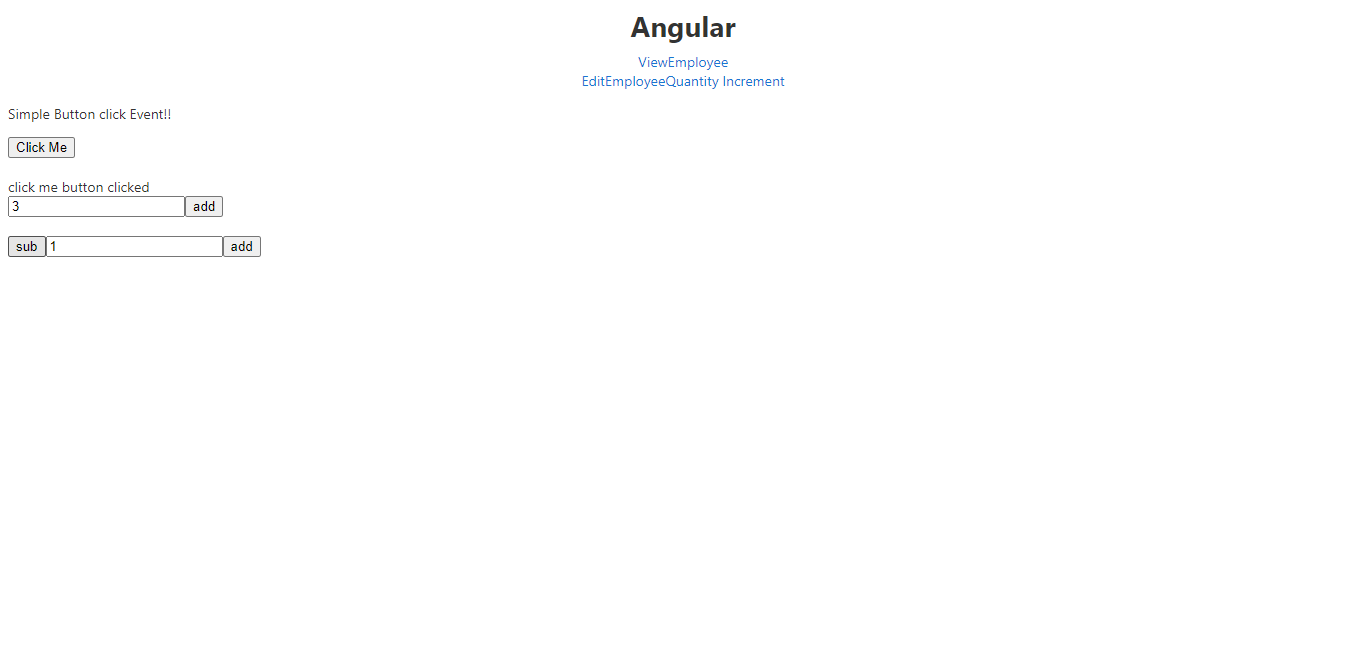 Angular
ViewEmployee
EditEmployeeQuantity Increment
Simple Button click Event!!
Click Me
click me button clicked
3 add
sub 1 add